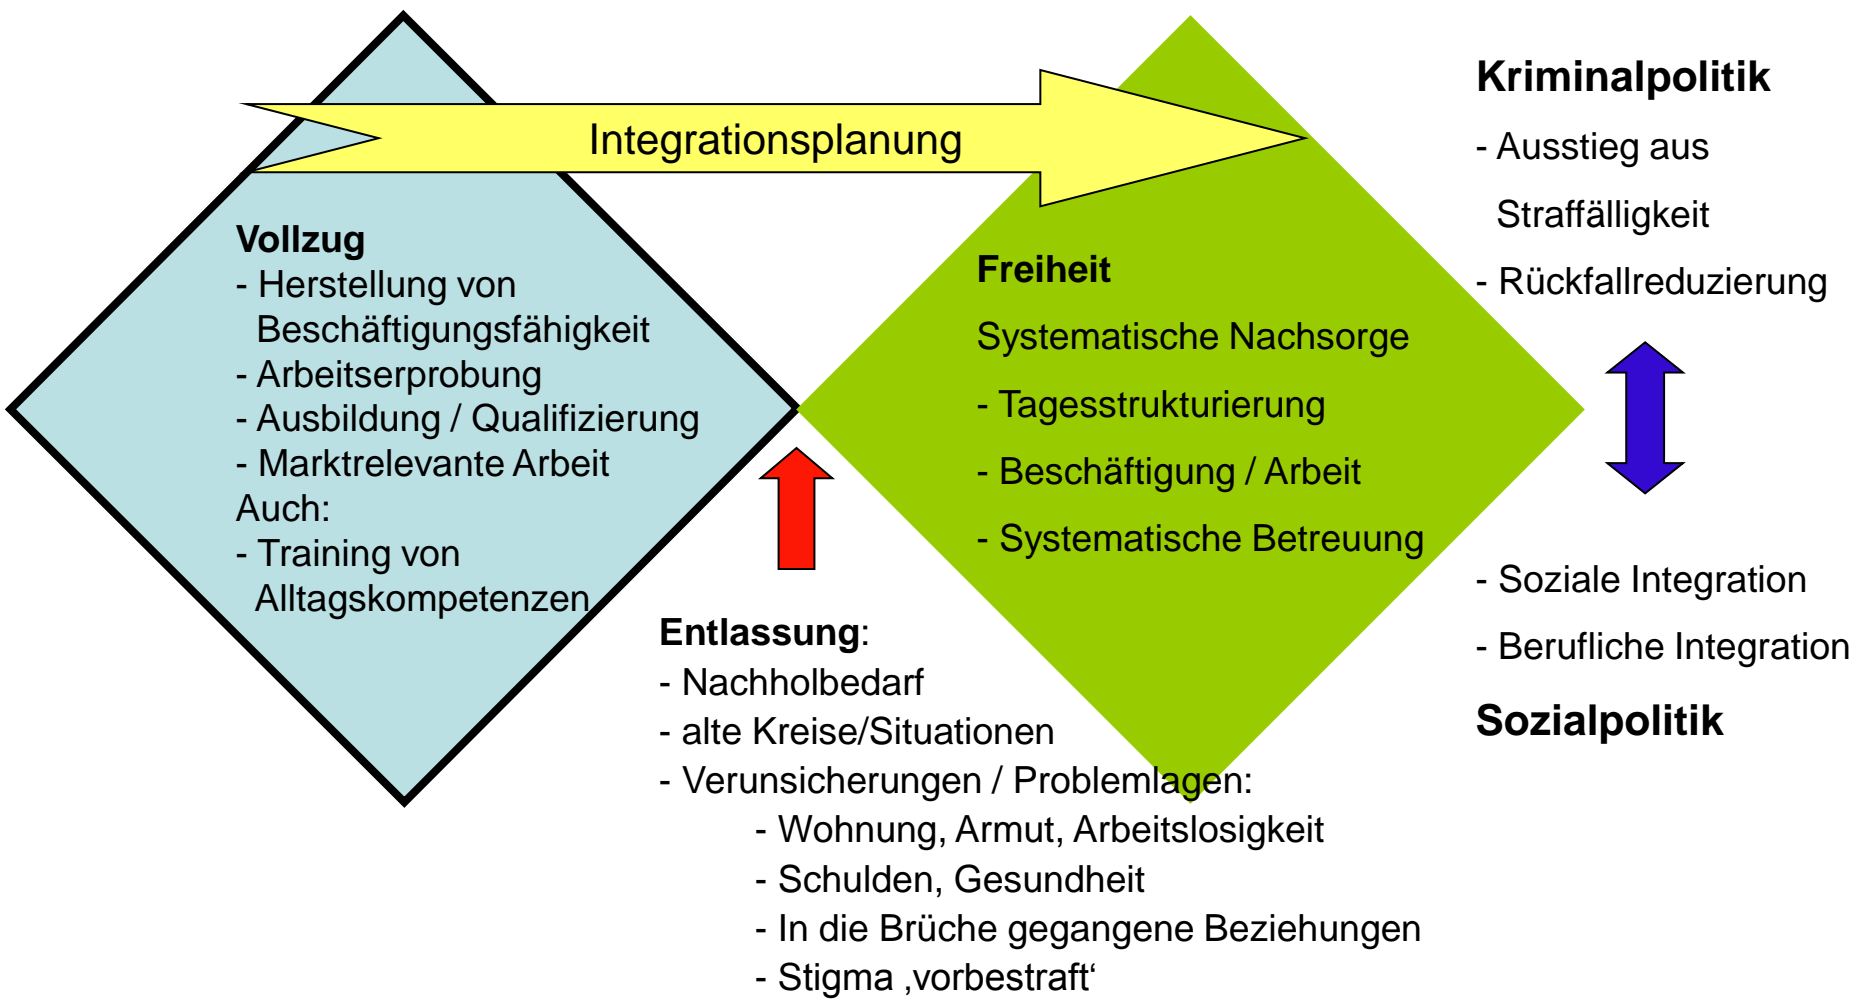 Integrationsplanung
Vollzug
- Herstellung von
Beschäftigungsfähigkeit
- Arbeitserprobung
- Ausbildung / Qualifizierung
- Marktrelevante Arbeit
Auch:
- Training von
Alltagskompetenzen
Entlassung:
- Nachholbedarf
- alte Kreise/Situationen
- Verunsicherungen / Problemlagen:
- Wohnung, Armut, Arbeitslosigkeit
- Schulden, Gesundheit
- In die Brüche gegangene Beziehungen
- Stigma ‚vorbestraft‘
Freiheit
Systematische Nachsorge
- Tagesstrukturierung
- Beschäftigung / Arbeit
- Systematische Betreuung
Kriminalpolitik
- Ausstieg aus
Straffälligkeit
- Rückfallreduzierung
- Soziale Integration
- Berufliche Integration
Sozialpolitik